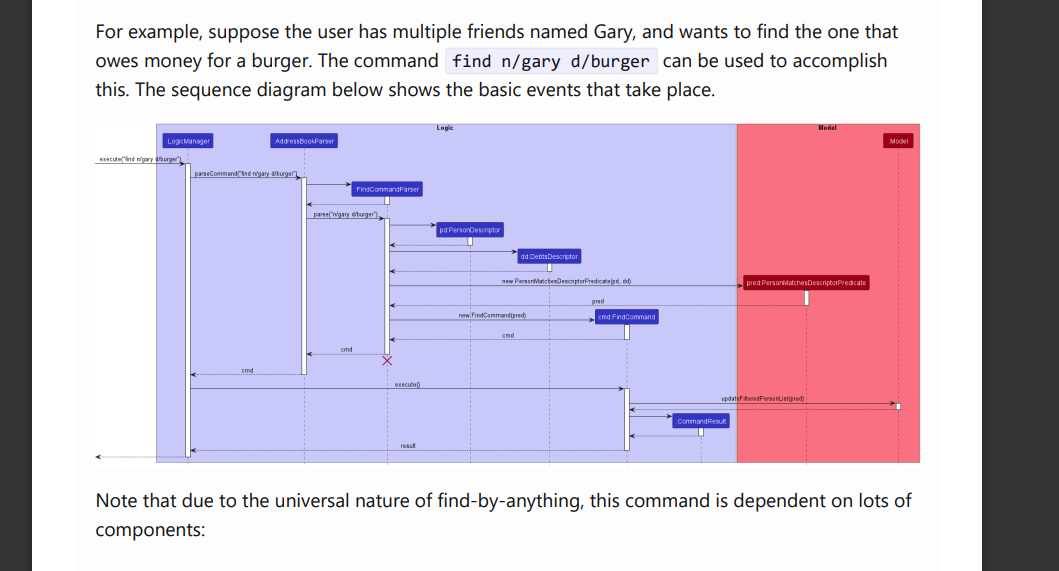 For example, suppose the user has multiple friends named Gary, and wants to find the one that
owes money for a burger. The command find n/gary d/burger can be used to accomplish
this. The sequence diagram below shows the basic events that take place.
Logic
Model
:LogicManager
:AddressBookParser
:Model
execute("find n/gary d/burger")
parseCommand("find n/gary d/burger")
:FindCommandParser
parse("n/gary d/burger")
pd:PersonDescriptor
dd:DebtsDescriptor
new PersonMatchesDescriptorPredicate(pd, dd)
pred:PersonMatchesDescriptorPredicate
pred
new FindCommand(pred)
cmd:FindCommand
cmd
cmd
cmd
execute()
updateFilteredPersonList(pred)
:CommandResult
result
Note that due to the universal nature of find-by-anything, this command is dependent on lots of
components: